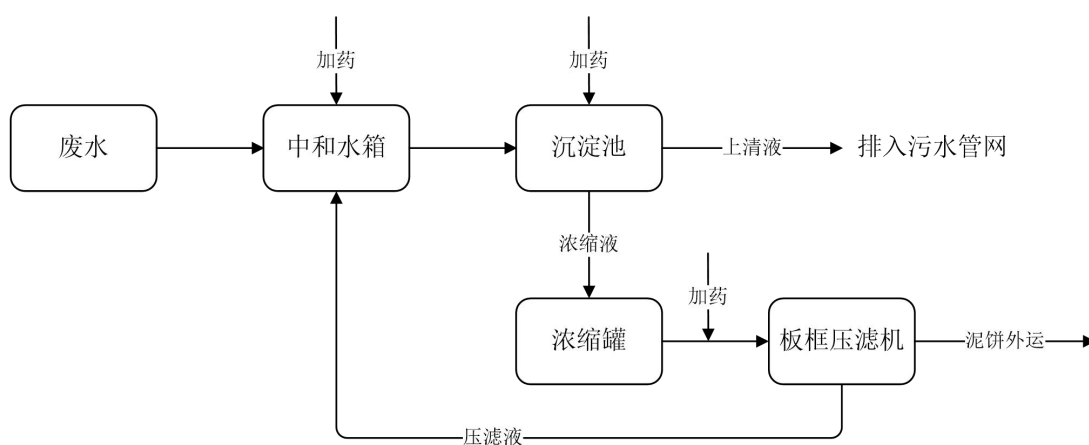 加药
加药
废水
中和水箱
沉淀池
上清液
排入污水管网
浓缩液
加药
浓缩罐
板框压滤机
泥饼外运
压滤液